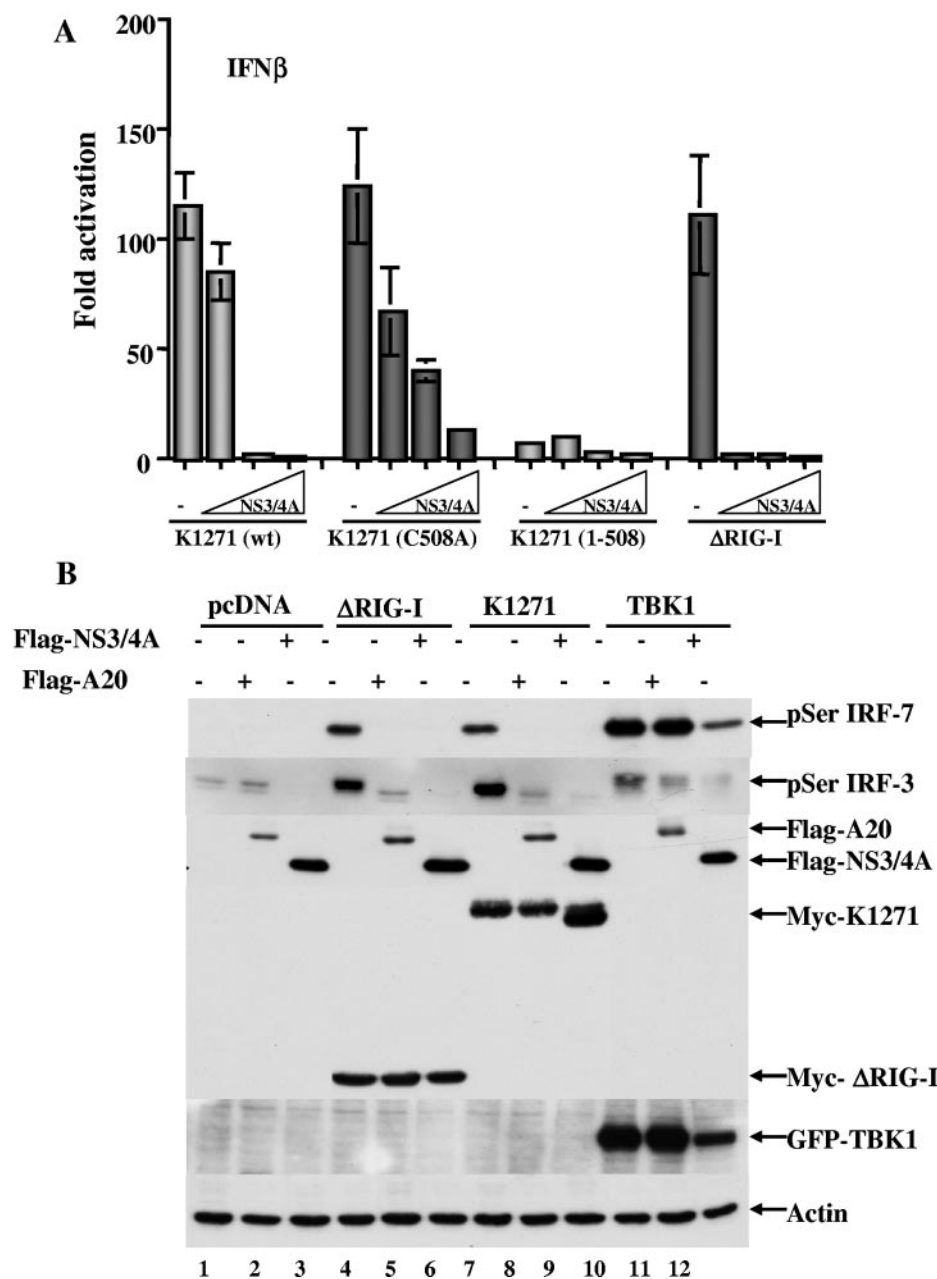 A
IFNβ
Fold activation
200
150
100
50
0
- NS3/4A - NS3/4A - NS3/4A - NS3/4A
K1271 (wt) K1271 (C508A) K1271 (1-508) ΔRIG-I
B
pcDNA ΔRIG-I K1271 TBK1
Flag-NS3/4A - - + - - + - - + - - +
Flag-A20 - + - - + - - + - - + -
pSer IRF-7
pSer IRF-3
Flag-A20
Flag-NS3/4A
Myc-K1271
Myc- ΔRIG-I
GFP-TBK1
Actin
1 2 3 4 5 6 7 8 9 10 11 12